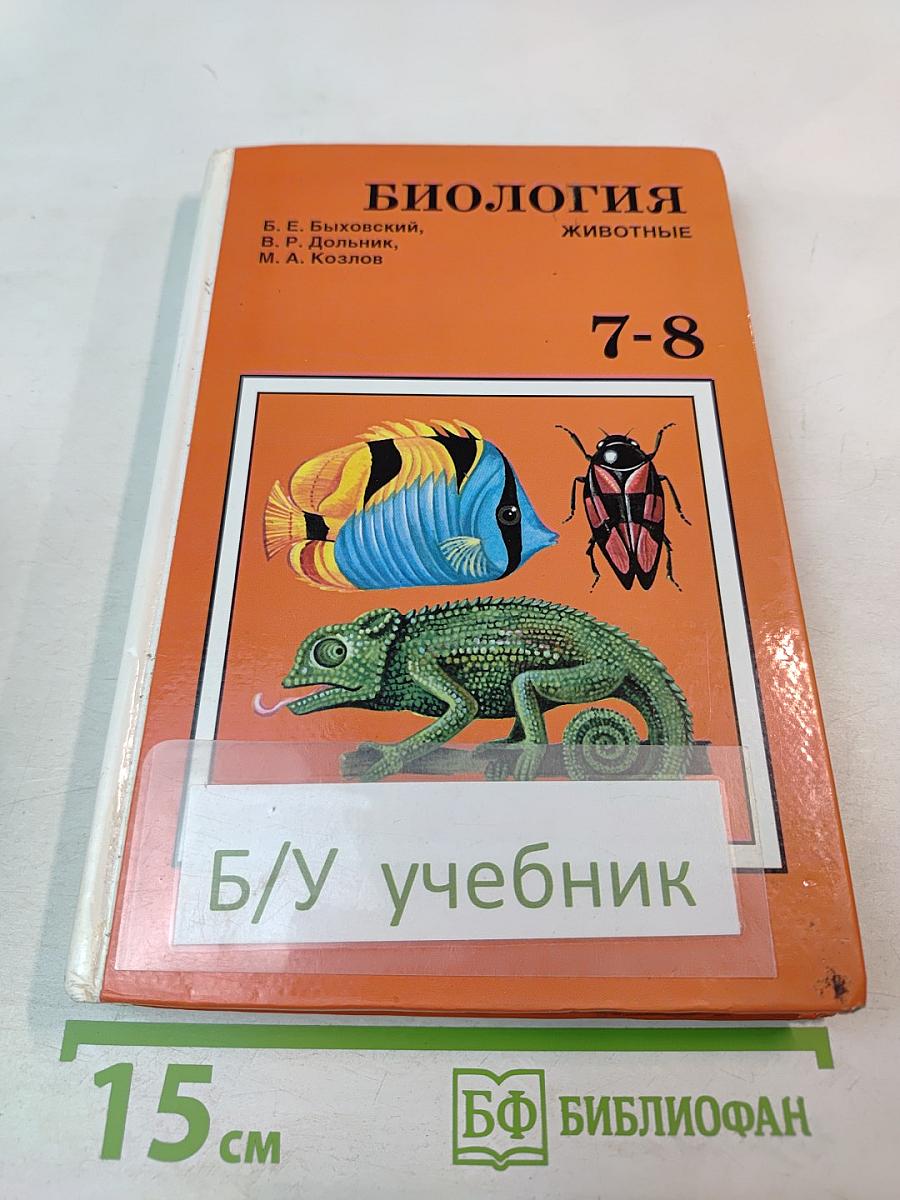 БИОЛОГИЯ
Б. Е. Быховский,
В. Р. Дольник,
М. А. Козлов
ЖИВОТНЫЕ
7-8
Б/У учебник
15 см
БФ БИБЛИОФАН